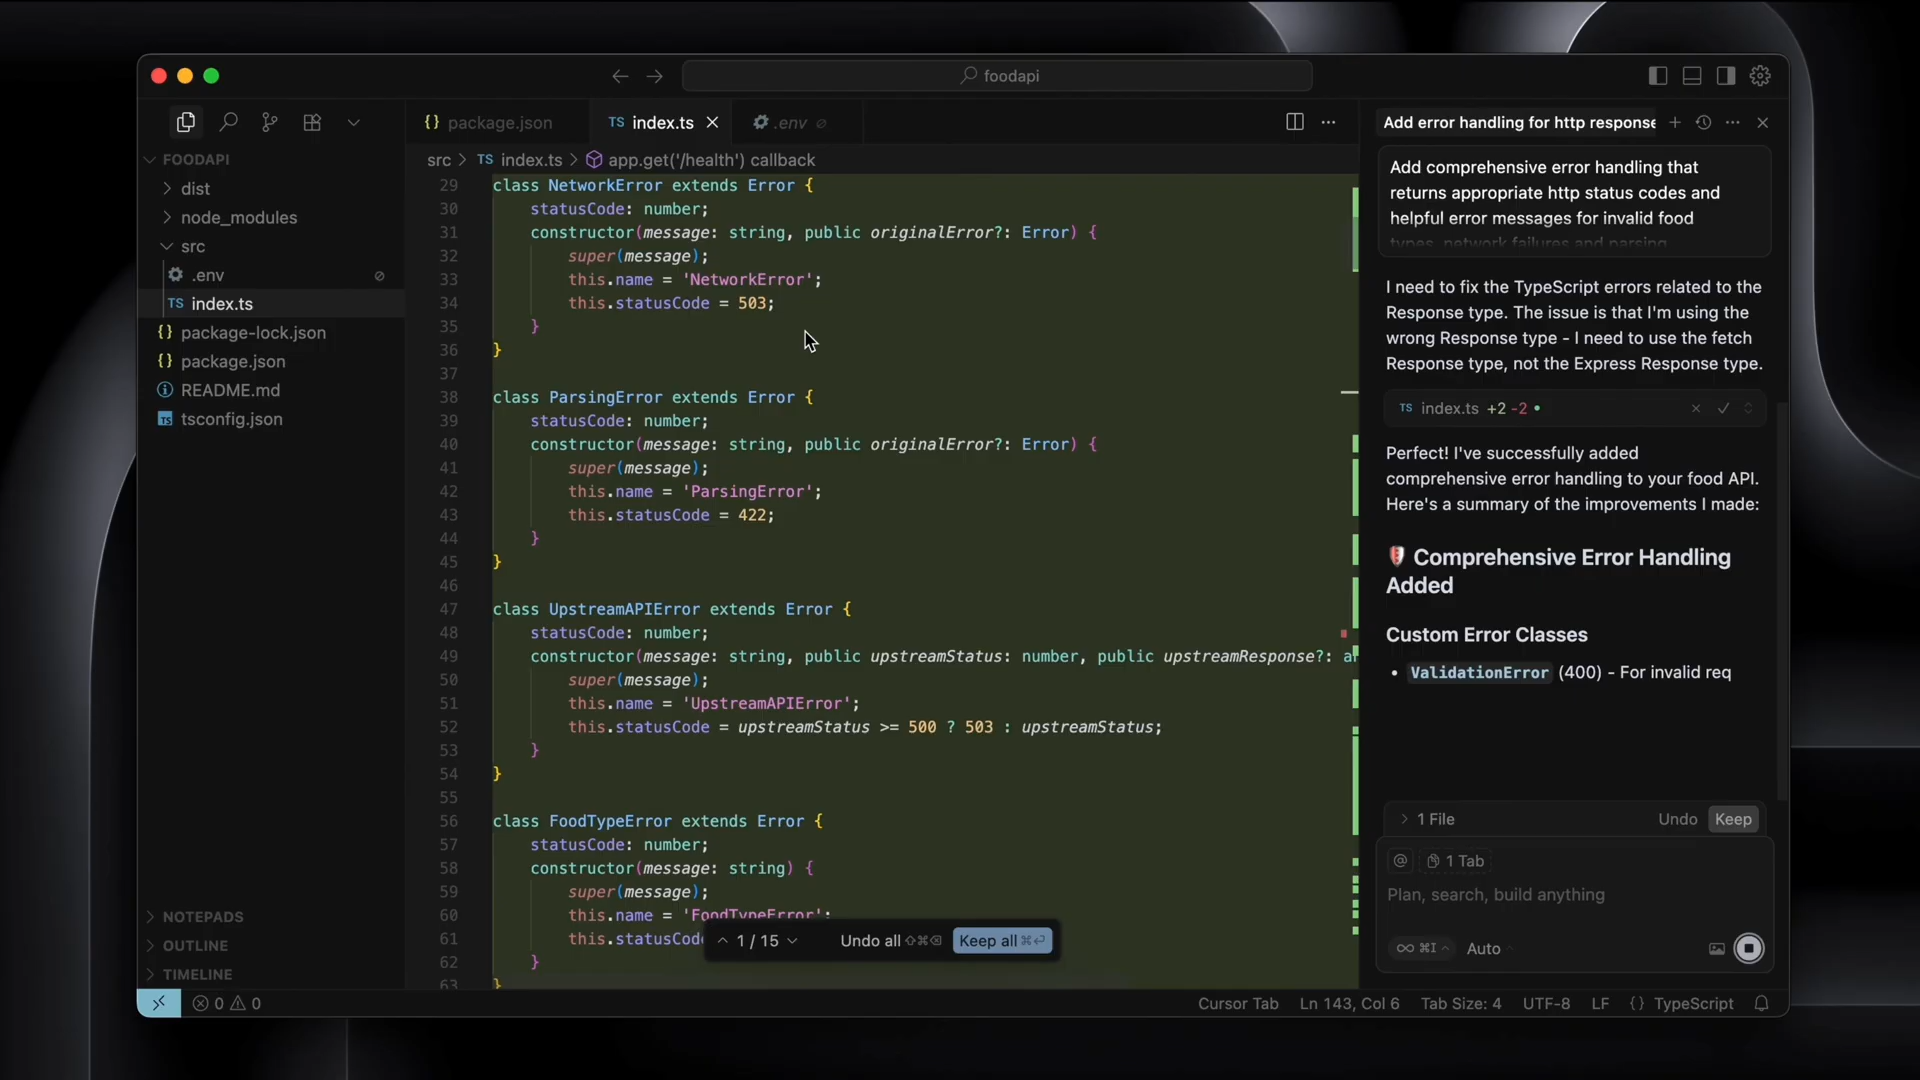 foodapi
package.json
TS index.ts
.env
FOODAPI
dist
node_modules
src
.env
TS index.ts
{} package-lock.json
{} package.json
README.md
TS tsconfig.json
NOTEPADS
OUTLINE
TIMELINE
src > TS index.ts > app.get('/health') callback
29 class NetworkError extends Error {
30 statusCode: number;
31 constructor(message: string, public originalError?: Error) {
32 super(message);
33 this.name = 'NetworkError';
34 this.statusCode = 503;
35 }
36 }
37
38 class ParsingError extends Error {
39 statusCode: number;
40 constructor(message: string, public originalError?: Error) {
41 super(message);
42 this.name = 'ParsingError';
43 this.statusCode = 422;
44 }
45 }
46
47 class UpstreamAPIError extends Error {
48 statusCode: number;
49 constructor(message: string, public upstreamStatus: number, public upstreamResponse?:
50 super(message);
51 this.name = 'UpstreamAPIError';
52 this.statusCode = upstreamStatus >= 500 ? 503 : upstreamStatus;
53 }
54 }
55
56 class FoodTypeError extends Error {
57 statusCode: number;
58 constructor(message: string) {
59 super(message);
60 this.name = 'FoodTypeError';
61 this.statusCod
62 }
63 }
1 / 15 Undo all ⇧⌘⌫ Keep all ⌘⏎
Add error handling for http response
Add comprehensive error handling that
returns appropriate http status codes and
helpful error messages for invalid food
types, network failures and parsing
I need to fix the TypeScript errors related to the
Response type. The issue is that I'm using the
wrong Response type - I need to use the fetch
Response type, not the Express Response type.
TS index.ts +2 -2
Perfect! I've successfully added
comprehensive error handling to your food API.
Here's a summary of the improvements I made:
Comprehensive Error Handling
Added
Custom Error Classes
• ValidationError (400) - For invalid req
1 File Undo Keep
@ 1 Tab
Plan, search, build anything
∞ ⌘I Auto
0 0 Cursor Tab Ln 143, Col 6 Tab Size: 4 UTF-8 LF {} TypeScript